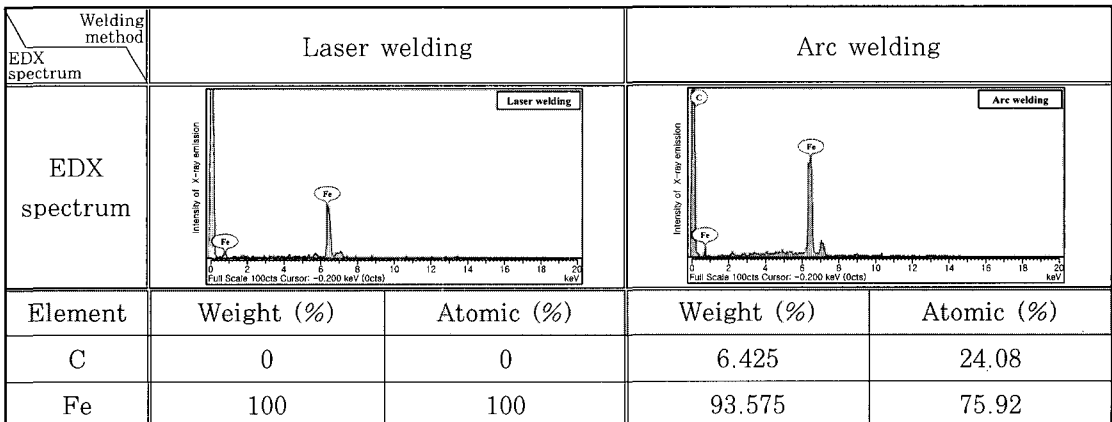 Welding
method
EDX
spectrum
Laser welding
Arc welding
EDX
spectrum
Intensity of X-ray emission
Laser welding
Fe
Fe
0 2 4 6 8 10 12 14 16 18 20
Full Scale 100cts Cursor: -0.200 keV (0cts)
keV
Intensity of X-ray emission
Arc welding
C
Fe
Fe
0 2 4 6 8 10 12 14 16 18 20
Full Scale 100cts Cursor: -0.200 keV (0cts)
keV
Element Weight (%) Atomic (%) Weight (%) Atomic (%)
C 0 0 6.425 24.08
Fe 100 100 93.575 75.92